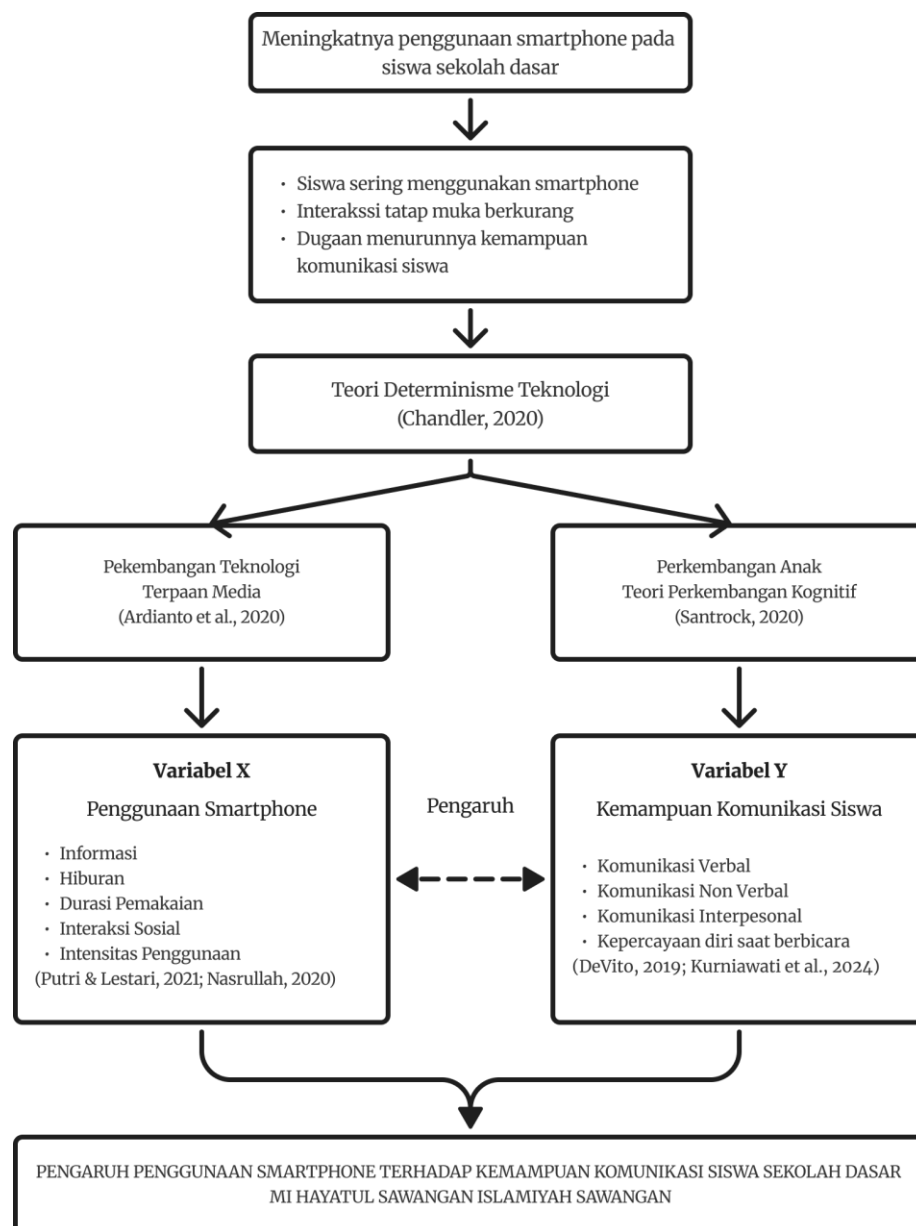 Meningkatnya penggunaan smartphone pada
siswa sekolah dasar
· Siswa sering menggunakan smartphone
· Interakssi tatap muka berkurang
· Dugaan menurunnya kemampuan
komunikasi siswa
Teori Determinisme Teknologi
(Chandler, 2020)
Pekembangan Teknologi
Terpaan Media
(Ardianto et al., 2020)
Perkembangan Anak
Teori Perkembangan Kognitif
(Santrock, 2020)
Variabel X
Penggunaan Smartphone
· Informasi
· Hiburan
· Durasi Pemakaian
· Interaksi Sosial
· Intensitas Penggunaan
(Putri & Lestari, 2021; Nasrullah, 2020)
Pengaruh
Variabel Y
Kemampuan Komunikasi Siswa
· Komunikasi Verbal
· Komunikasi Non Verbal
· Komunikasi Interpesonal
· Kepercayaan diri saat berbicara
(DeVito, 2019; Kurniawati et al., 2024)
PENGARUH PENGGUNAAN SMARTPHONE TERHADAP KEMAMPUAN KOMUNIKASI SISWA SEKOLAH DASAR
MI HAYATUL SAWANGAN ISLAMIYAH SAWANGAN